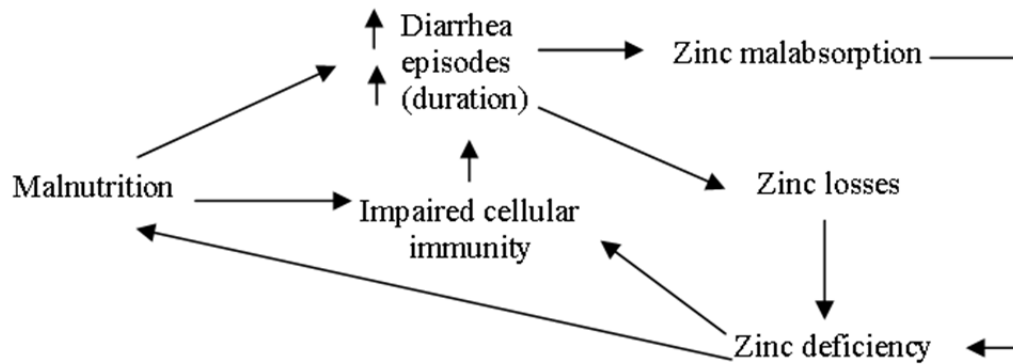 Diarrhea
episodes
(duration)
Zinc malabsorption
Malnutrition
Impaired cellular
immunity
Zinc losses
Zinc deficiency